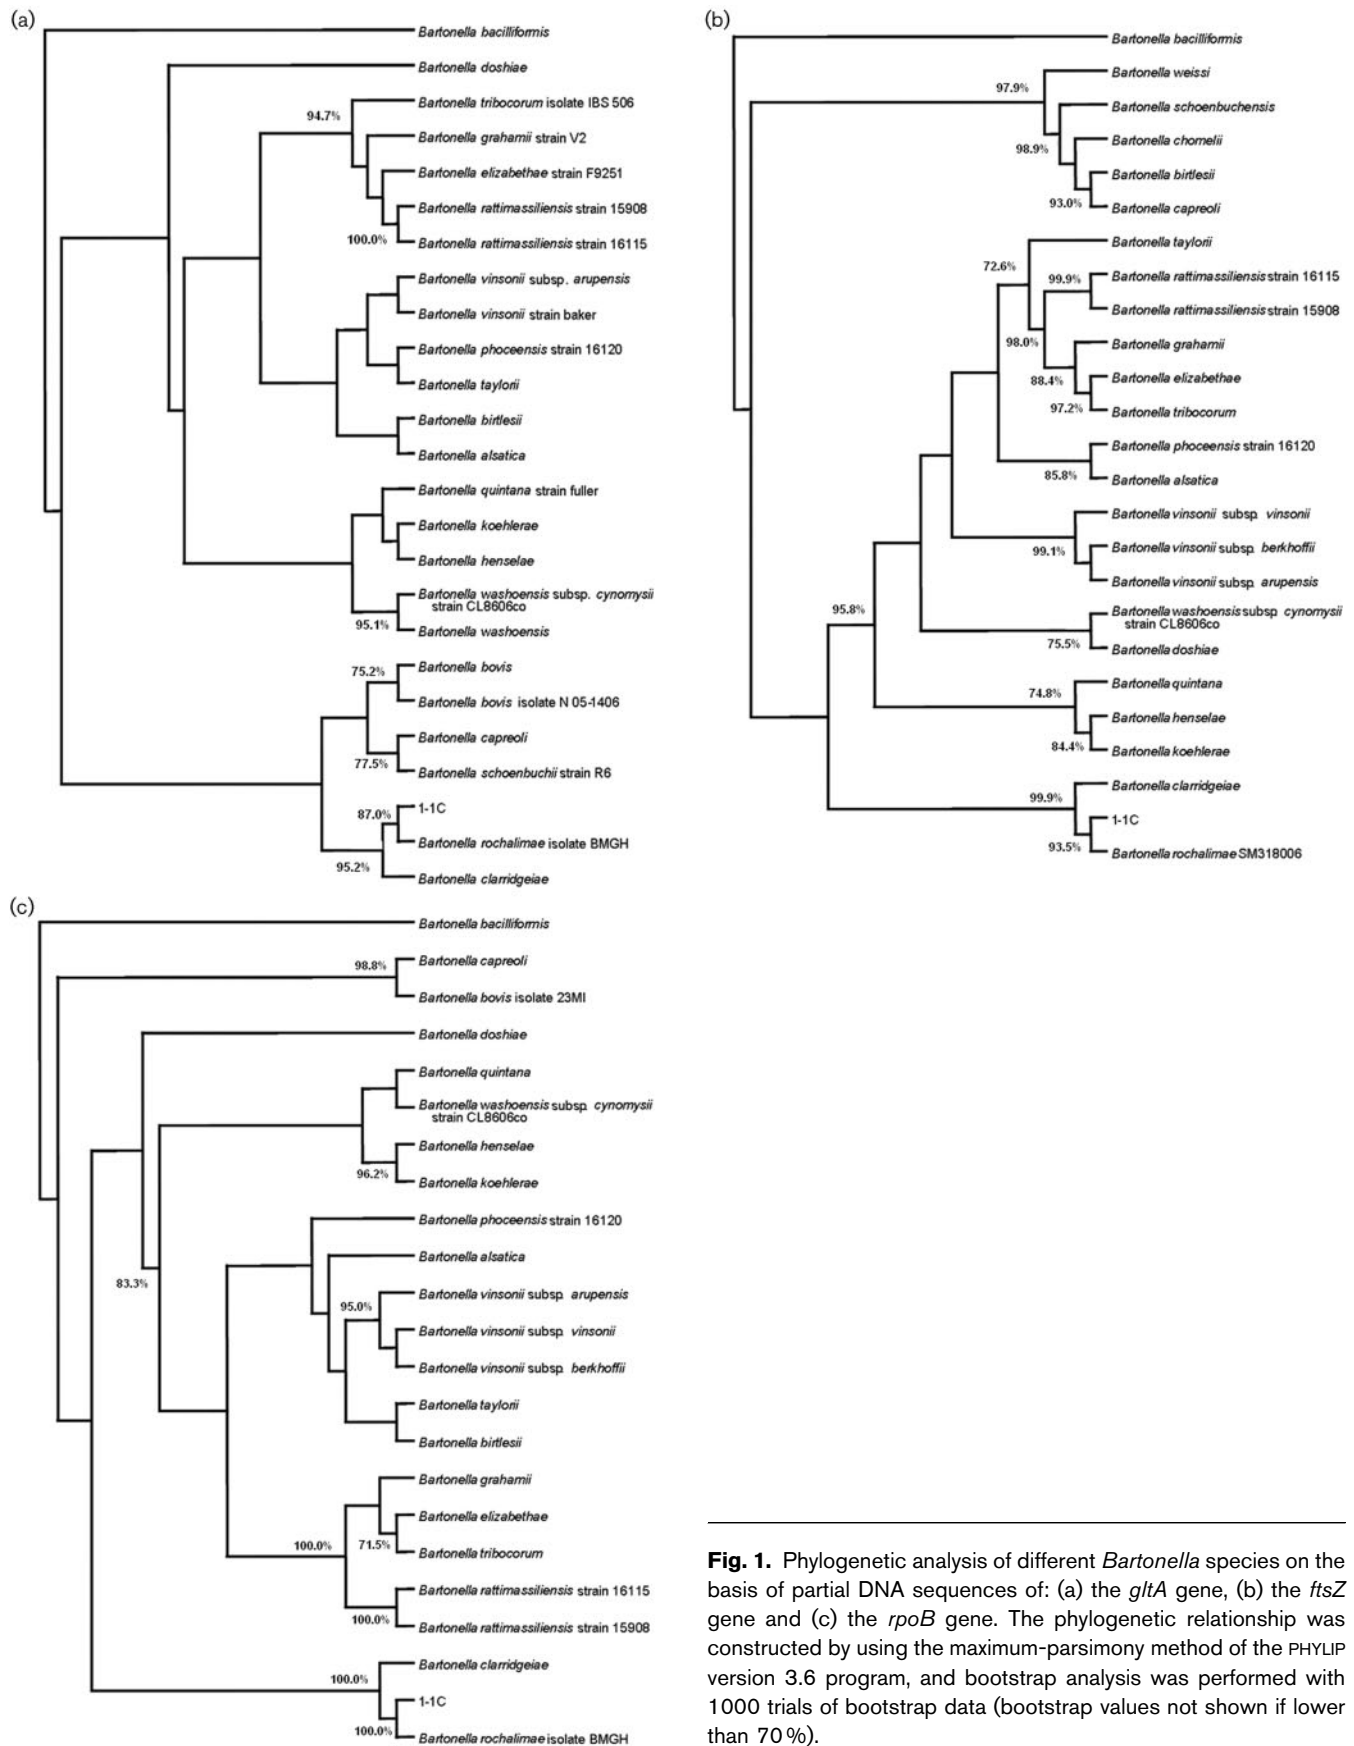 (a)
Bartonella bacilliformis
Bartonella doshiae
Bartonella tribocorum isolate IBS 506
94.7%
Bartonella grahamii strain V2
Bartonella elizabethae strain F9251
Bartonella rattimassiliensis strain 15908
100.0%
Bartonella rattimassiliensis strain 16115
Bartonella vinsonii subsp. arupensis
Bartonella vinsonii strain baker
Bartonella phoceensis strain 16120
Bartonella taylorii
Bartonella birtlesii
Bartonella alsatica
Bartonella quintana strain fuller
Bartonella koehlerae
Bartonella henselae
Bartonella washoensis subsp. cynomysii
strain CL8606co
95.1%
Bartonella washoensis
Bartonella bovis
75.2%
Bartonella bovis isolate N 05-1406
Bartonella capreoli
77.5%
Bartonella schoenbuchii strain R6
1-1C
87.0%
Bartonella rochalimae isolate BMGH
95.2%
Bartonella clarridgeiae
(b)
Bartonella bacilliformis
Bartonella weissi
97.9%
Bartonella schoenbuchensis
Bartonella chomelii
98.9%
Bartonella birtlesii
93.0%
Bartonella capreoli
Bartonella taylorii
72.6%
Bartonella rattimassiliensis strain 16115
99.9%
Bartonella rattimassiliensis strain 15908
98.0%
Bartonella grahamii
88.4%
Bartonella elizabethae
97.2%
Bartonella tribocorum
Bartonella phoceensis strain 16120
85.8%
Bartonella alsatica
Bartonella vinsonii subsp. vinsonii
99.1%
Bartonella vinsonii subsp. berkhoffii
Bartonella vinsonii subsp. arupensis
95.8%
Bartonella washoensis subsp. cynomysii
strain CL8606co
75.5%
Bartonella doshiae
Bartonella quintana
74.8%
Bartonella henselae
84.4%
Bartonella koehlerae
Bartonella clarridgeiae
99.9%
1-1C
93.5%
Bartonella rochalimae SM318006
(c)
Bartonella bacilliformis
Bartonella capreoli
98.8%
Bartonella bovis isolate 23MI
Bartonella doshiae
Bartonella quintana
Bartonella washoensis subsp. cynomysii
strain CL8606co
Bartonella henselae
96.2%
Bartonella koehlerae
Bartonella phoceensis strain 16120
Bartonella alsatica
83.3%
Bartonella vinsonii subsp. arupensis
95.0%
Bartonella vinsonii subsp. vinsonii
Bartonella vinsonii subsp. berkhoffii
Bartonella taylorii
Bartonella birtlesii
Bartonella grahamii
Bartonella elizabethae
100.0%
71.5%
Bartonella tribocorum
Bartonella rattimassiliensis strain 16115
100.0%
Bartonella rattimassiliensis strain 15908
Bartonella clarridgeiae
100.0%
1-1C
100.0%
Bartonella rochalimae isolate BMGH
Fig. 1. Phylogenetic analysis of different Bartonella species on the
basis of partial DNA sequences of: (a) the gltA gene, (b) the ftsZ
gene and (c) the rpoB gene. The phylogenetic relationship was
constructed by using the maximum-parsimony method of the PHYLIP
version 3.6 program, and bootstrap analysis was performed with
1000 trials of bootstrap data (bootstrap values not shown if lower
than 70 %).